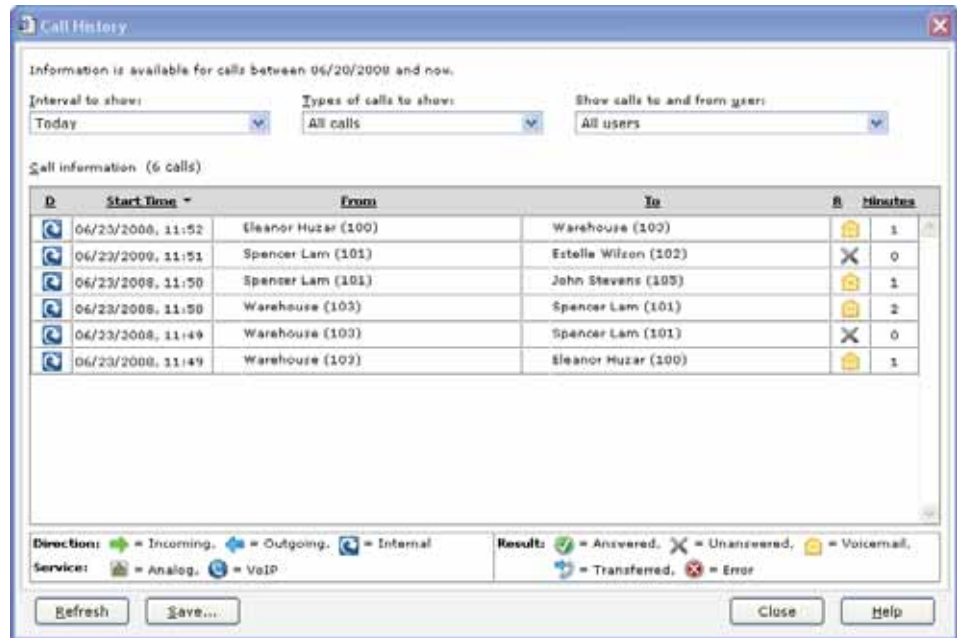 Call History
Information is available for calls between 06/20/2008 and now.
Interval to show: Types of calls to show: Show calls to and from user:
Today All calls All users
Call information (6 calls)
D Start Time From To R Minutes
06/23/2008, 11:52 Eleanor Huzar (100) Warehouse (103) 1
06/23/2008, 11:51 Spencer Lam (101) Estelle Wilson (102) 0
06/23/2008, 11:50 Spencer Lam (101) John Stevens (105) 1
06/23/2008, 11:50 Warehouse (103) Spencer Lam (101) 2
06/23/2008, 11:49 Warehouse (103) Spencer Lam (101) 0
06/23/2008, 11:49 Warehouse (103) Eleanor Huzar (100) 1
Direction: = Incoming, = Outgoing, = Internal Result: = Answered, = Unanswered, = Voicemail,
Service: = Analog, = VoIP = Transferred, = Error
Refresh Save... Close Help